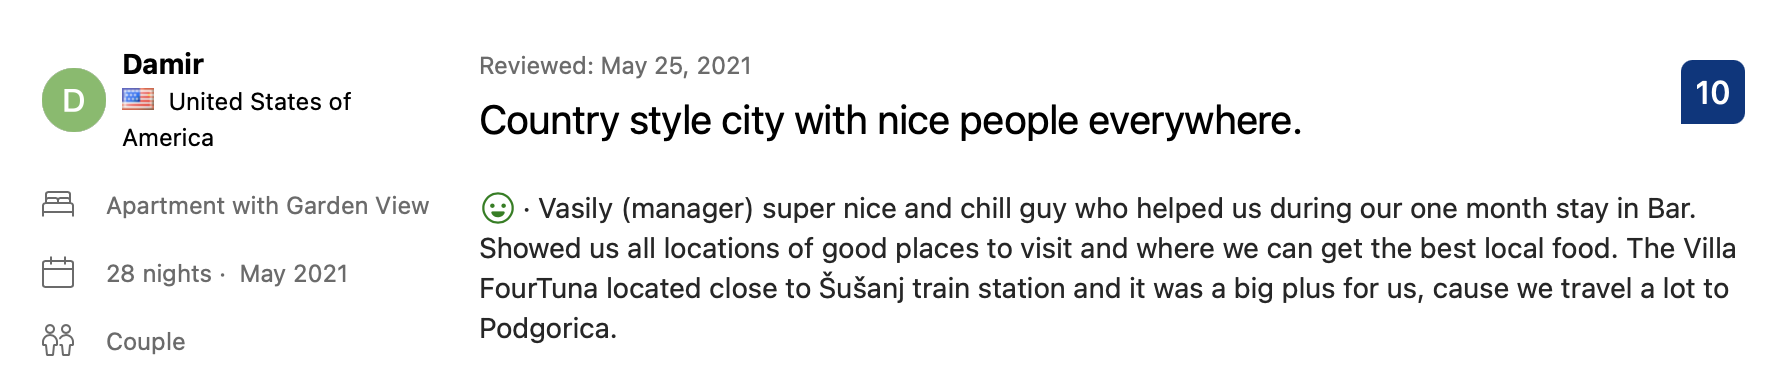 Damir
D
United States of
America
Apartment with Garden View
28 nights · May 2021
Couple
Reviewed: May 25, 2021
10
Country style city with nice people everywhere.
· Vasily (manager) super nice and chill guy who helped us during our one month stay in Bar.
Showed us all locations of good places to visit and where we can get the best local food. The Villa
FourTuna located close to Šušanj train station and it was a big plus for us, cause we travel a lot to
Podgorica.